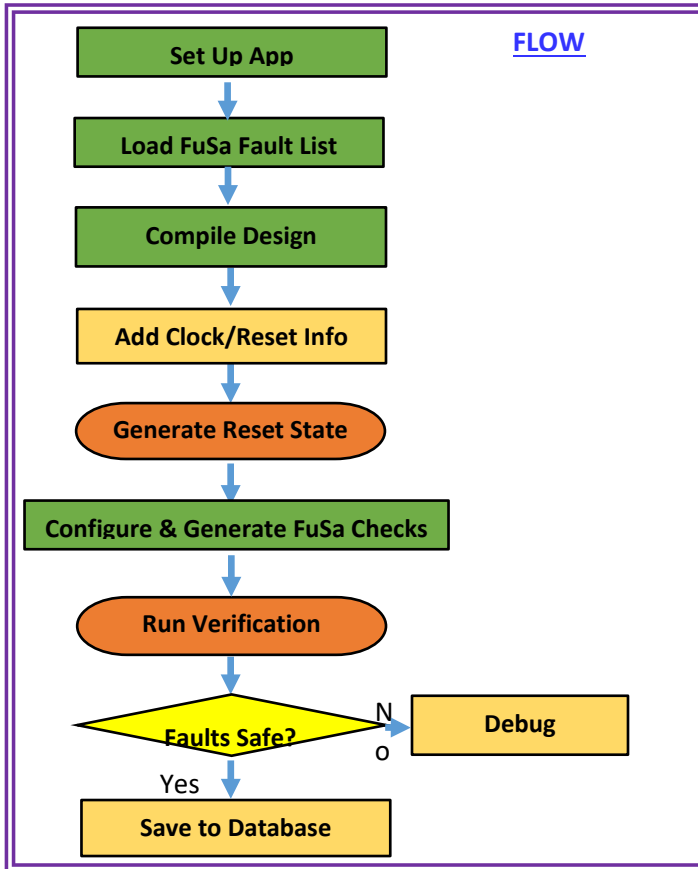 FLOW
Set Up App
Load FuSa Fault List
Compile Design
Add Clock/Reset Info
Generate Reset State
Configure & Generate FuSa Checks
Run Verification
Faults Safe?
N
o
Debug
Yes
Save to Database